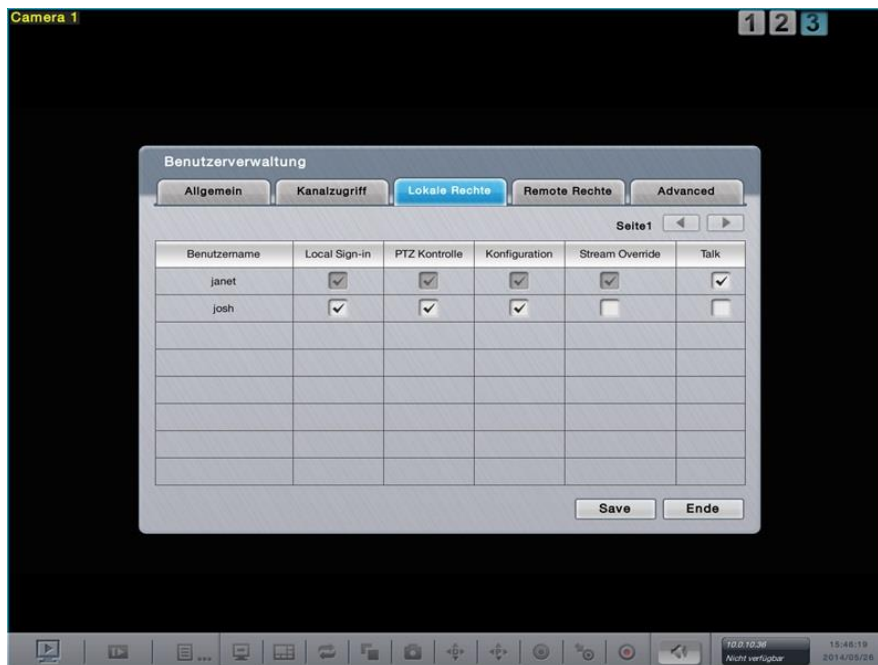 Camera 1
1 2 3
Benutzerverwaltung
Allgemein Kanalzugriff Lokale Rechte Remote Rechte Advanced
Seite1
Benutzername Local Sign-in PTZ Kontrolle Konfiguration Stream Override Talk
janet
josh
Save Ende
10.0.10.36 15:46:19
Nicht verfügbar 2014/05/26